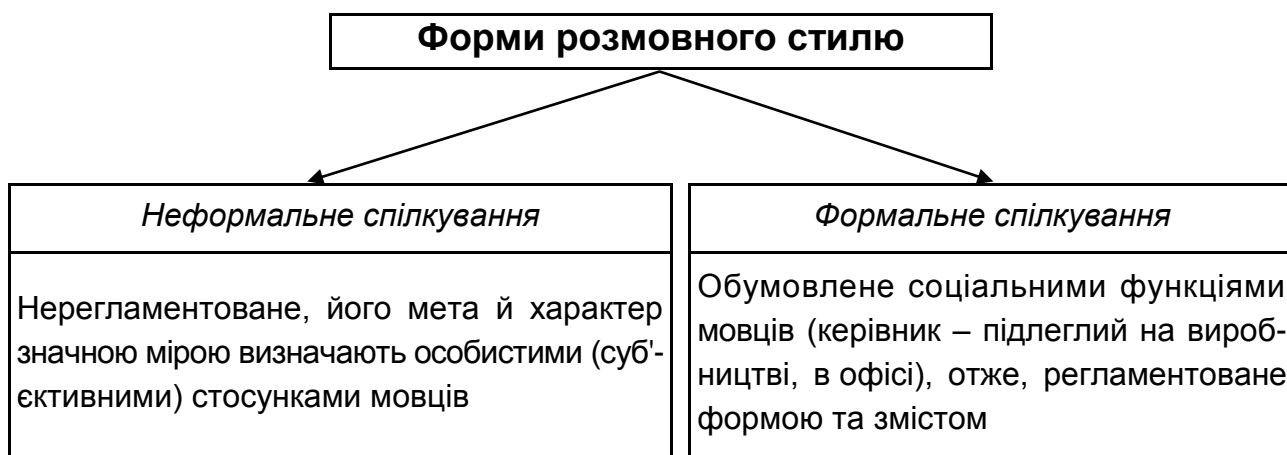 Форми розмовного стилю
Неформальне спілкування
Нерегламентоване, його мета й характер
значною мірою визначають особистими (суб'-
єктивними) стосунками мовців
Формальне спілкування
Обумовлене соціальними функціями
мовців (керівник – підлеглий на вироб-
ництві, в офісі), отже, регламентоване
формою та змістом